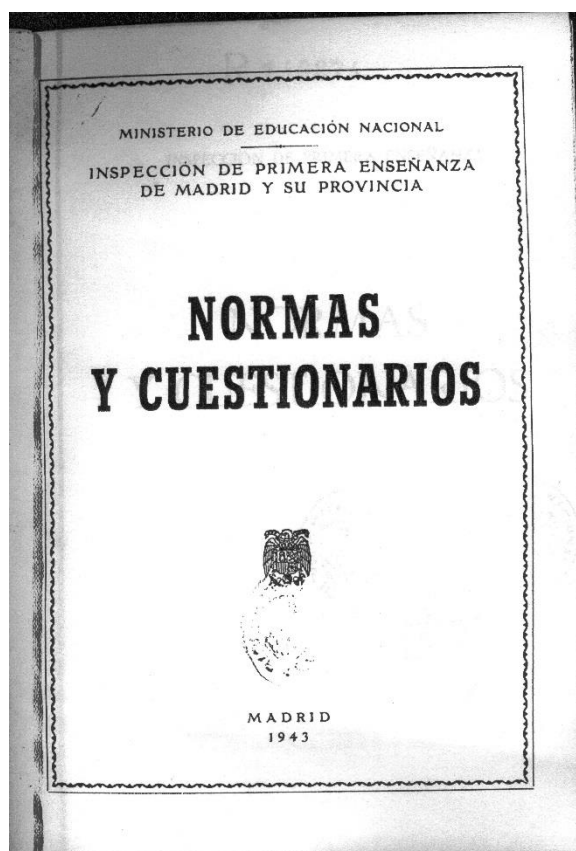 MINISTERIO DE EDUCACIÓN NACIONAL
INSPECCIÓN DE PRIMERA ENSEÑANZA
DE MADRID Y SU PROVINCIA
NORMAS
Y CUESTIONARIOS
MADRID
1943